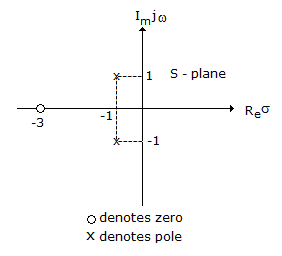 Imjω
1 S - plane
-1
-3
Reσ
-1
o denotes zero
x denotes pole